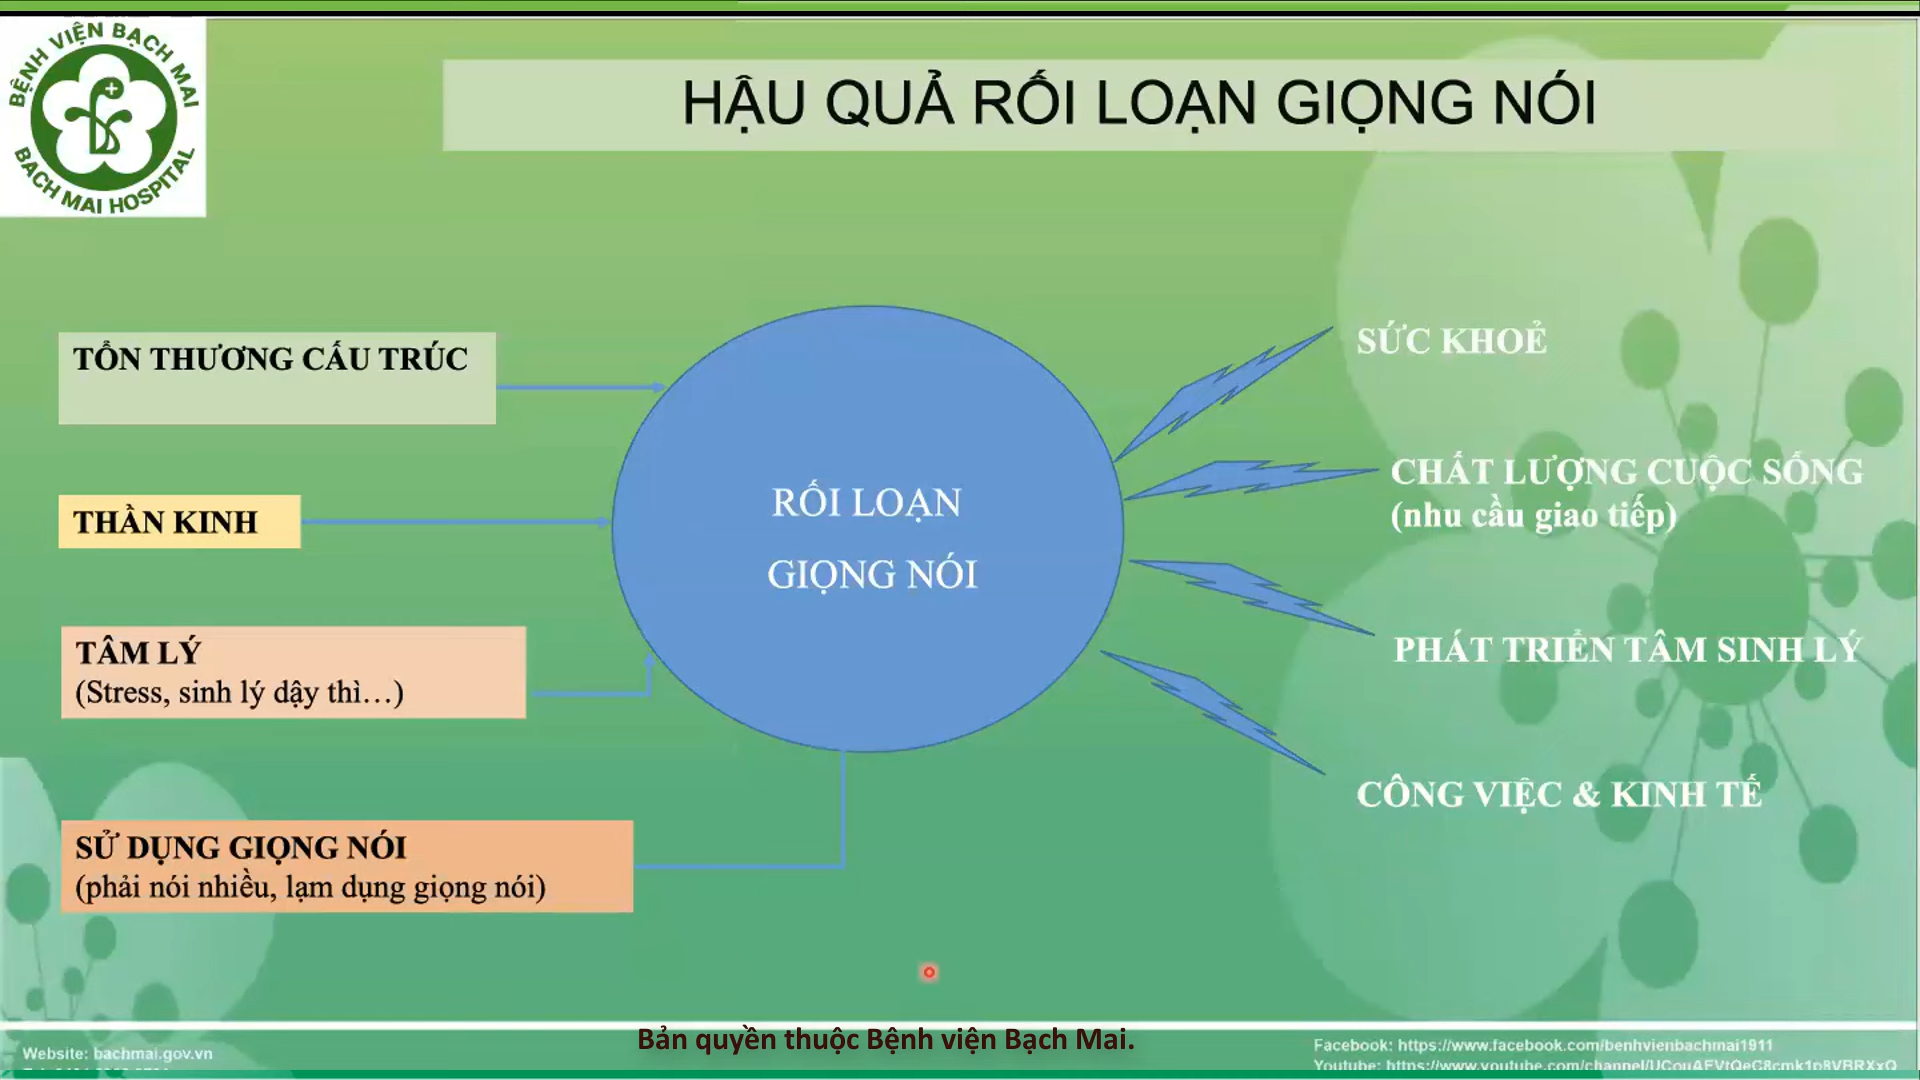 BỆNH VIỆN BẠCH MAI
BACH MAI HOSPITAL
HẬU QUẢ RỐI LOẠN GIỌNG NÓI
TỔN THƯƠNG CẤU TRÚC
THẦN KINH
TÂM LÝ
(Stress, sinh lý dậy thì...)
SỬ DỤNG GIỌNG NÓI
(phải nói nhiều, lạm dụng giọng nói)
RỐI LOẠN
GIỌNG NÓI
SỨC KHOẺ
CHẤT LƯỢNG CUỘC SỐNG
(nhu cầu giao tiếp)
PHÁT TRIỂN TÂM SINH LÝ
CÔNG VIỆC & KINH TẾ
Bản quyền thuộc Bệnh viện Bạch Mai.
Website: bachmai.gov.vn
Facebook: https://www.facebook.com/benhvienbachmai1911
Youtube: